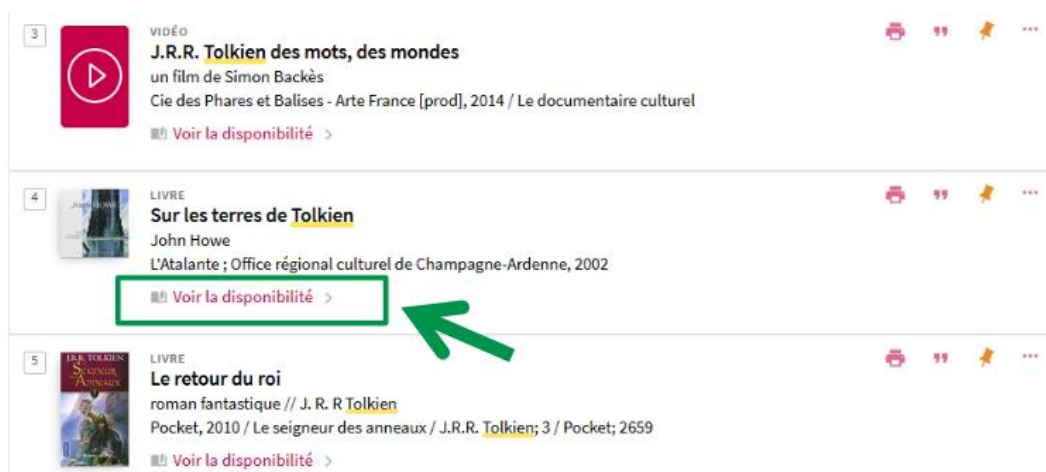 3
VIDÉO
J.R.R. Tolkien des mots, des mondes
un film de Simon Backès
Cie des Phares et Balises - Arte France [prod], 2014 / Le documentaire culturel
Voir la disponibilité >
4
JOHN HOWE
LIVRE
Sur les terres de Tolkien
John Howe
L'Atalante ; Office régional culturel de Champagne-Ardenne, 2002
Voir la disponibilité >
5
J.R.R. TOLKIEN
LIVRE
Le retour du roi
roman fantastique // J. R. R Tolkien
Pocket, 2010 / Le seigneur des anneaux / J.R.R. Tolkien; 3 / Pocket; 2659
Voir la disponibilité >